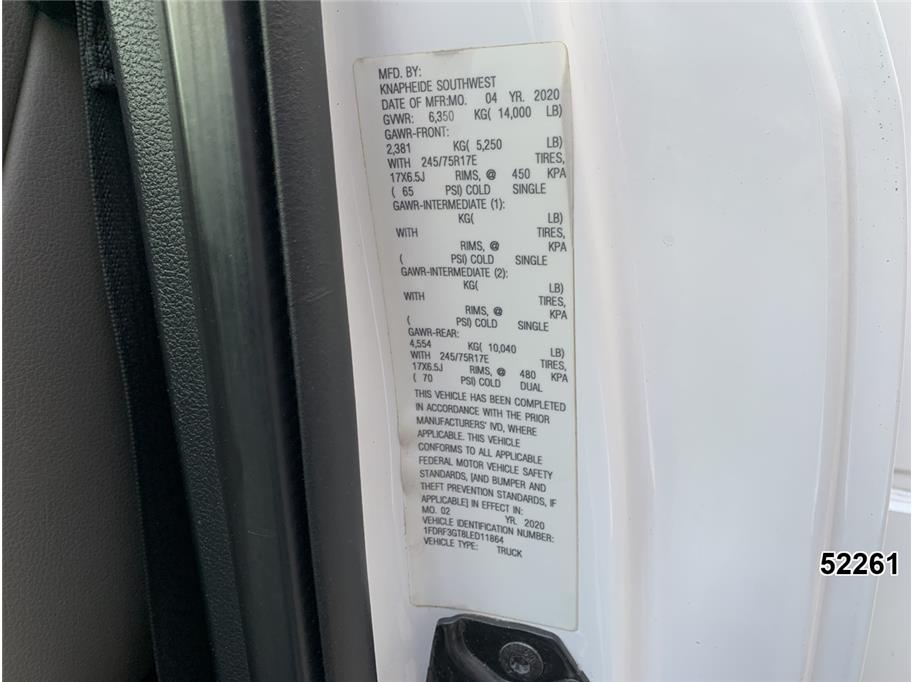 MFD. BY:
KNAPHEIDE SOUTHWEST
DATE OF MFR:MO. 04 YR. 2020
GVWR: 6,350 KG( 14,000 LB)
GAWR-FRONT:
2,381 KG( 5,250 LB)
WITH 245/75R17E TIRES,
17X6.5J RIMS, @ 450 KPA
( 65 PSI) COLD SINGLE
GAWR-INTERMEDIATE (1):
KG( LB)
WITH TIRES,
RIMS, @ KPA
( PSI) COLD SINGLE
GAWR-INTERMEDIATE (2):
KG( LB)
WITH TIRES,
RIMS, @ KPA
( PSI) COLD SINGLE
GAWR-REAR:
4,554 KG( 10,040 LB)
WITH 245/75R17E TIRES,
17X6.5J RIMS, @ 480 KPA
( 70 PSI) COLD DUAL
THIS VEHICLE HAS BEEN COMPLETED
IN ACCORDANCE WITH THE PRIOR
MANUFACTURERS' IVD, WHERE
APPLICABLE. THIS VEHICLE
CONFORMS TO ALL APPLICABLE
FEDERAL MOTOR VEHICLE SAFETY
STANDARDS, [AND BUMPER AND
THEFT PREVENTION STANDARDS, IF
APPLICABLE] IN EFFECT IN:
MO. 02 YR. 2020
VEHICLE IDENTIFICATION NUMBER:
1FDRF3GT8LED11864
VEHICLE TYPE: TRUCK
52261